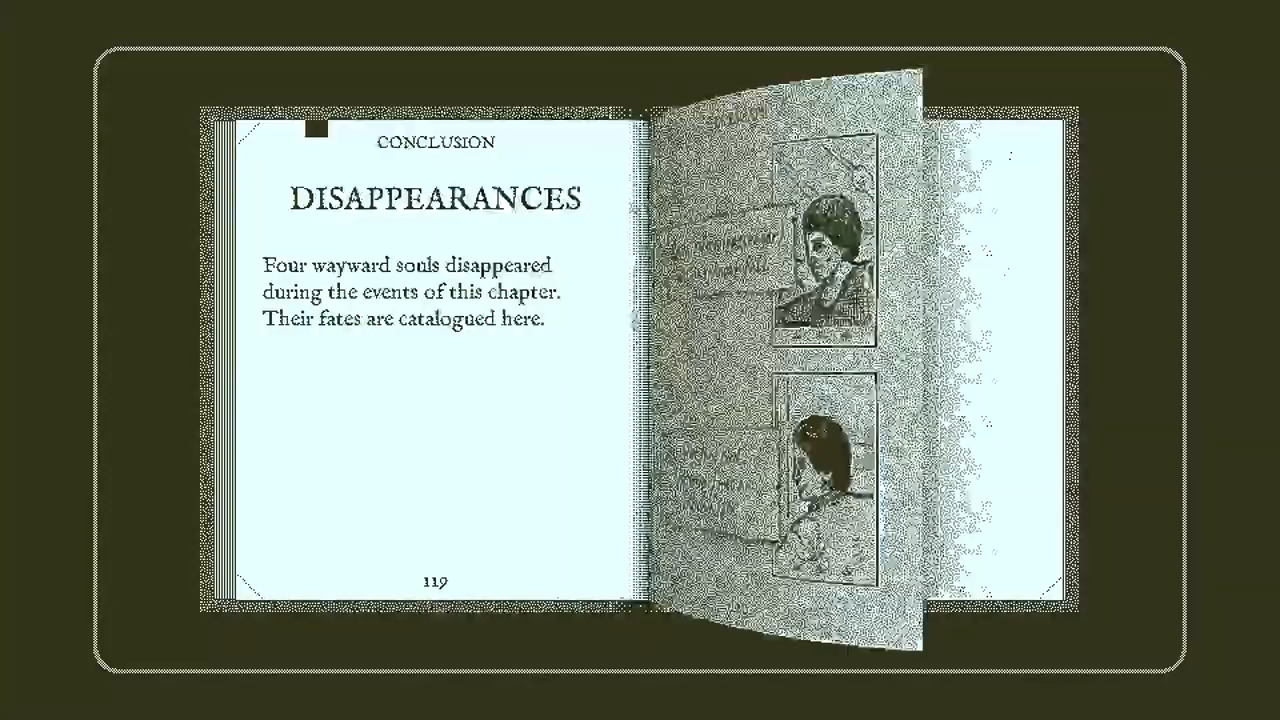 CONCLUSION
DISAPPEARANCES
Four wayward souls disappeared
during the events of this chapter.
Their fates are catalogued here.
119